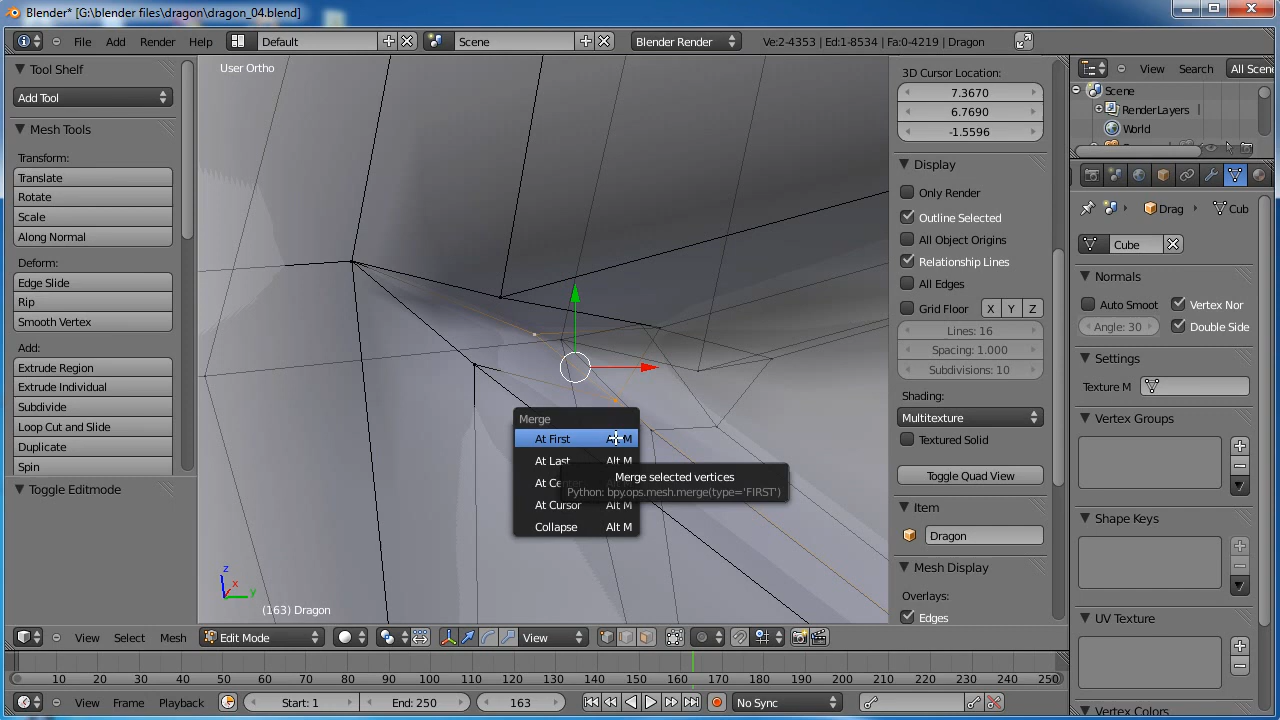 Blender* [G:\blender files\dragon\dragon_04.blend]
File Add Render Help Default Scene Blender Render Ve:2-4353 | Ed:1-8534 | Fa:0-4219 | Dragon
View Search All Scene
Tool Shelf
Add Tool
Mesh Tools
Transform:
Translate
Rotate
Scale
Along Normal
Deform:
Edge Slide
Rip
Smooth Vertex
Add:
Extrude Region
Extrude Individual
Subdivide
Loop Cut and Slide
Duplicate
Spin
Toggle Editmode
User Ortho
z
x
y
(163) Dragon
Merge
At First Alt M
At Last Alt M
At Center
At Cursor Alt M
Collapse Alt M
Merge selected vertices
Python: bpy.ops.mesh.merge(type='FIRST')
3D Cursor Location:
7.3670
6.7690
-1.5596
Display
Only Render
Outline Selected
All Object Origins
Relationship Lines
All Edges
Grid Floor X Y Z
Lines: 16
Spacing: 1.000
Subdivisions: 10
Shading:
Multitexture
Textured Solid
Toggle Quad View
Item
Dragon
Mesh Display
Overlays:
Edges
Scene
RenderLayers
World
Drag Cub
Cube
Normals
Auto Smoot Vertex Nor
Angle: 30 Double Side
Settings
Texture M
Vertex Groups
Shape Keys
UV Texture
Vertex Colors
View Select Mesh Edit Mode View
10 20 30 40 50 60 70 80 90 100 110 120 130 140 150 160 170 180 190 200 210 220 230 240 250
View Frame Playback Start: 1 End: 250 163 No Sync